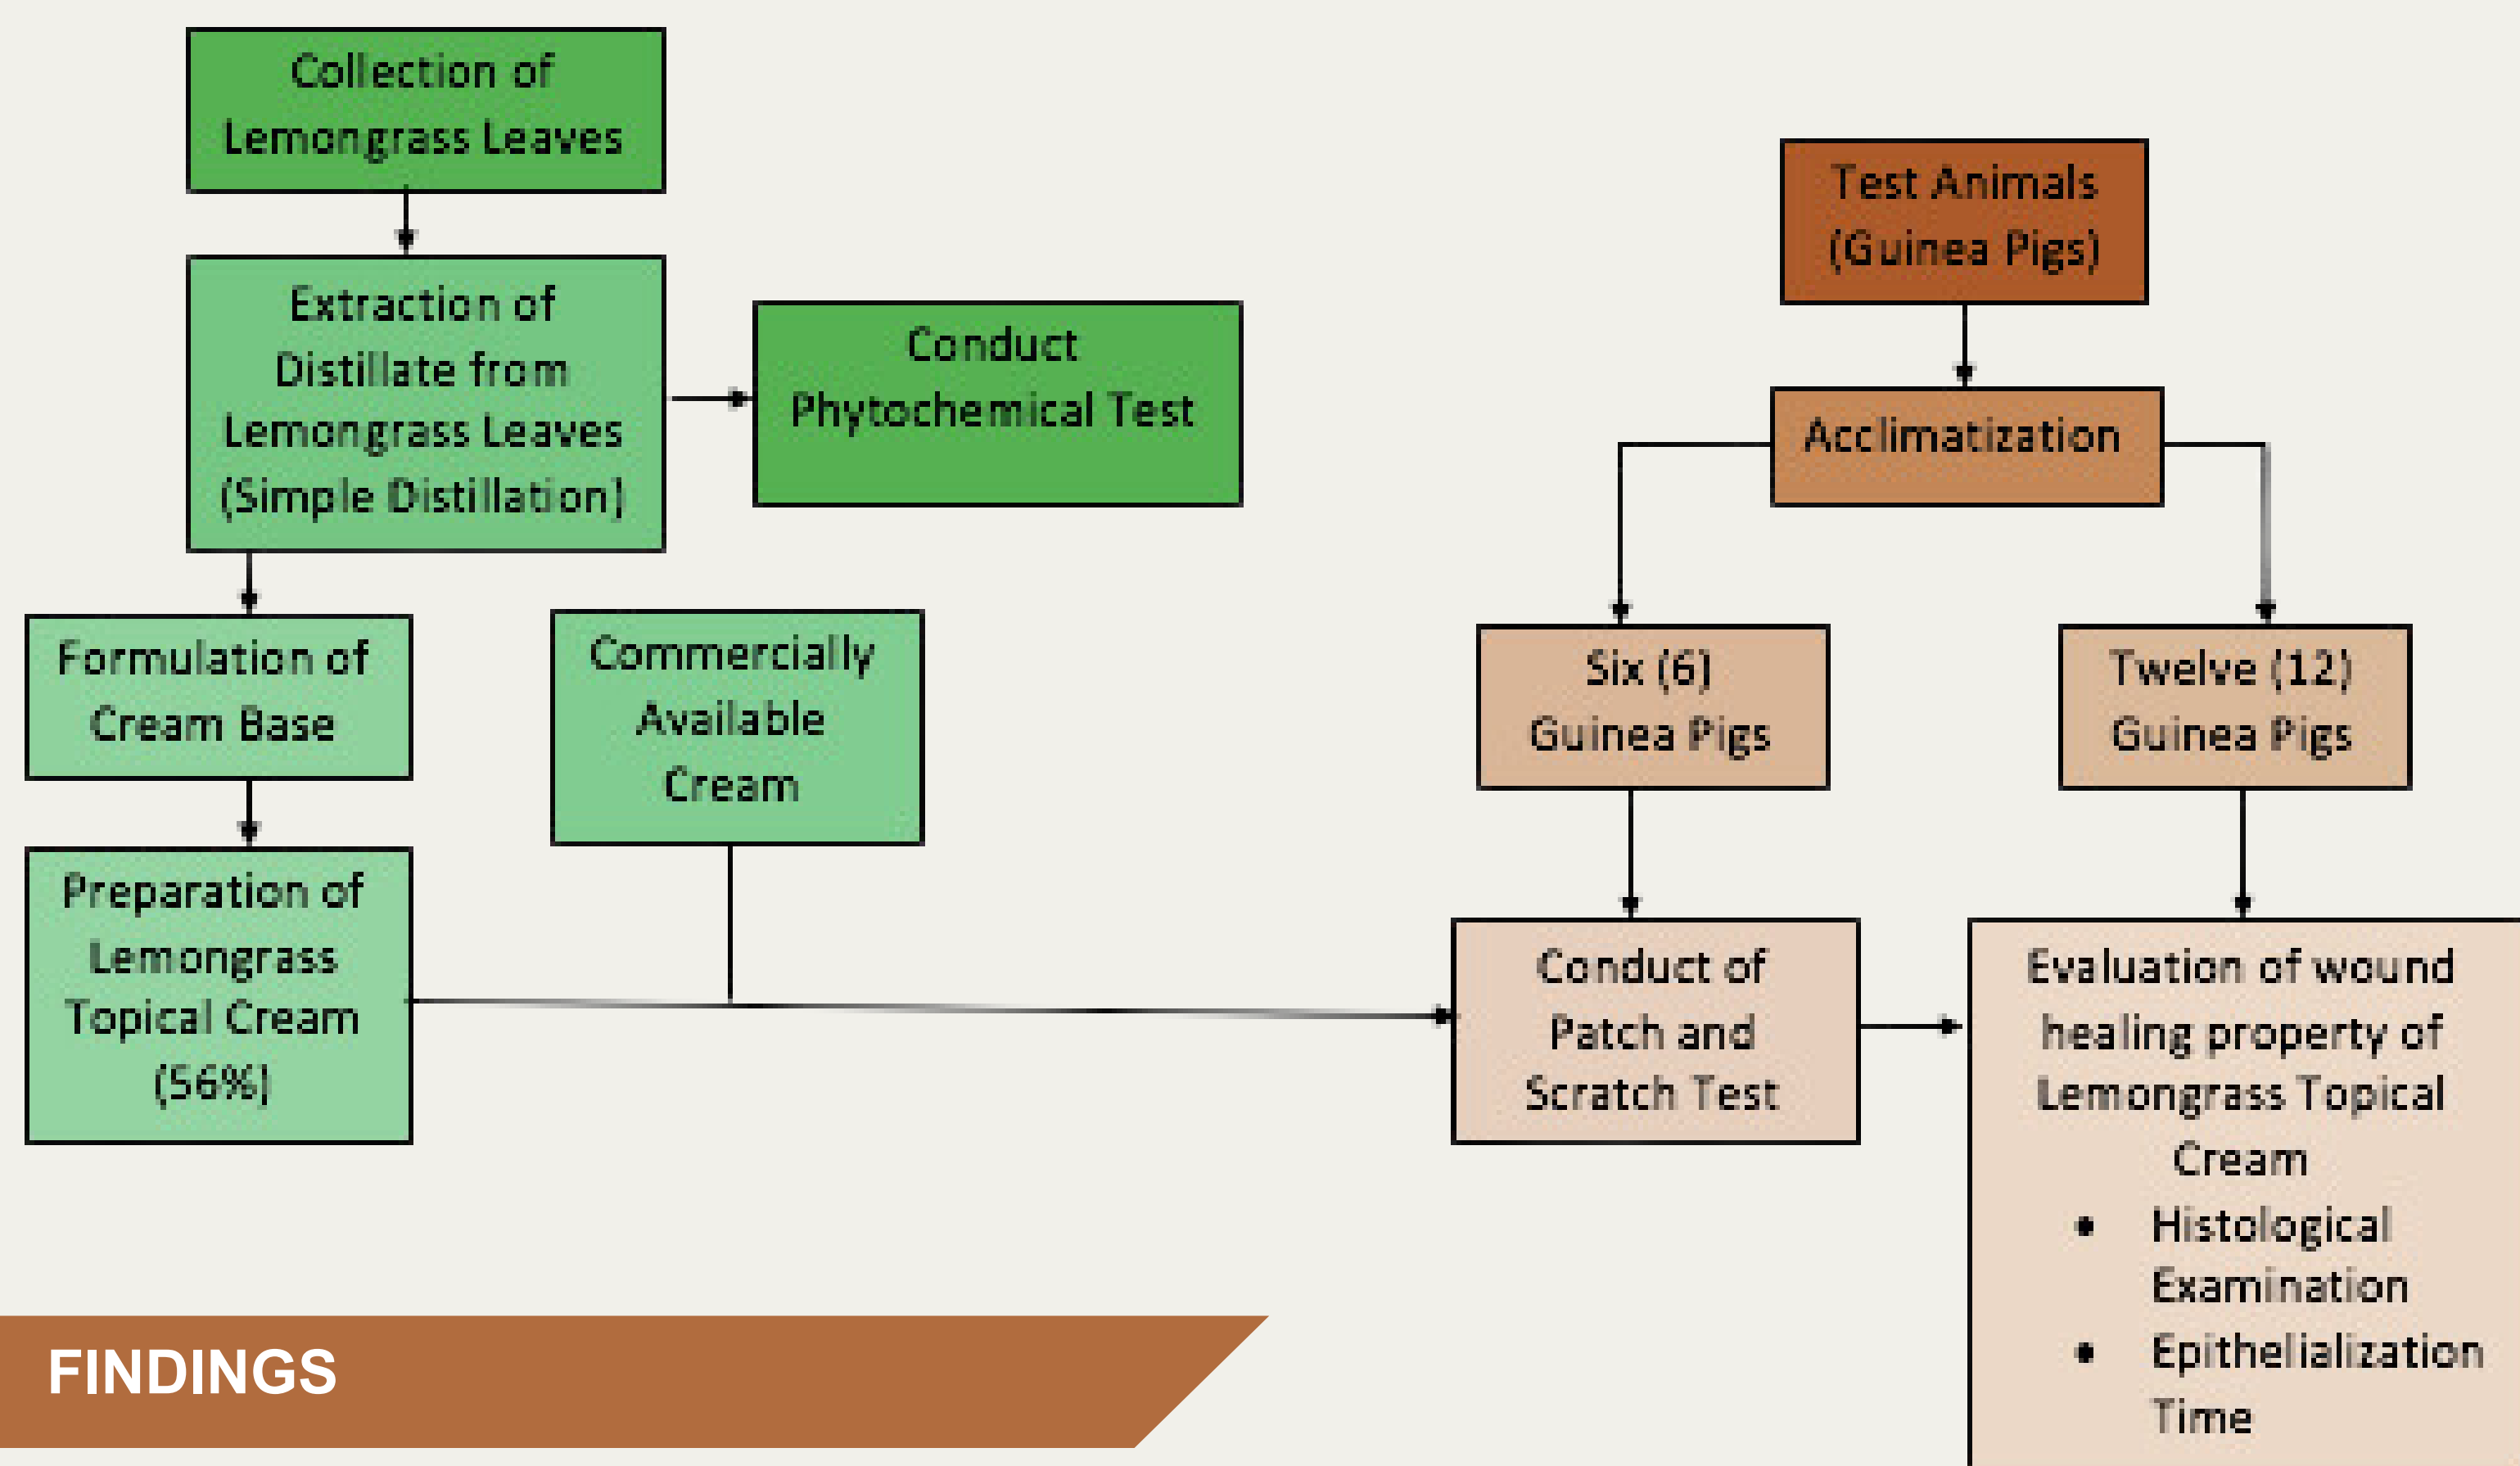 Collection of
Lemongrass Leaves
Extraction of
Distillate from
Lemongrass Leaves
(Simple Distillation)
Conduct
Phytochemical Test
Formulation of
Cream Base
Commercially
Available
Cream
Preparation of
Lemongrass
Topical Cream
(56%)
Test Animals
(Guinea Pigs)
Acclimatization
Six (6)
Guinea Pigs
Twelve (12)
Guinea Pigs
Conduct of
Patch and
Scratch Test
Evaluation of wound
healing property of
Lemongrass Topical
Cream
• Histological
Examination
• Epithelialization
Time
FINDINGS